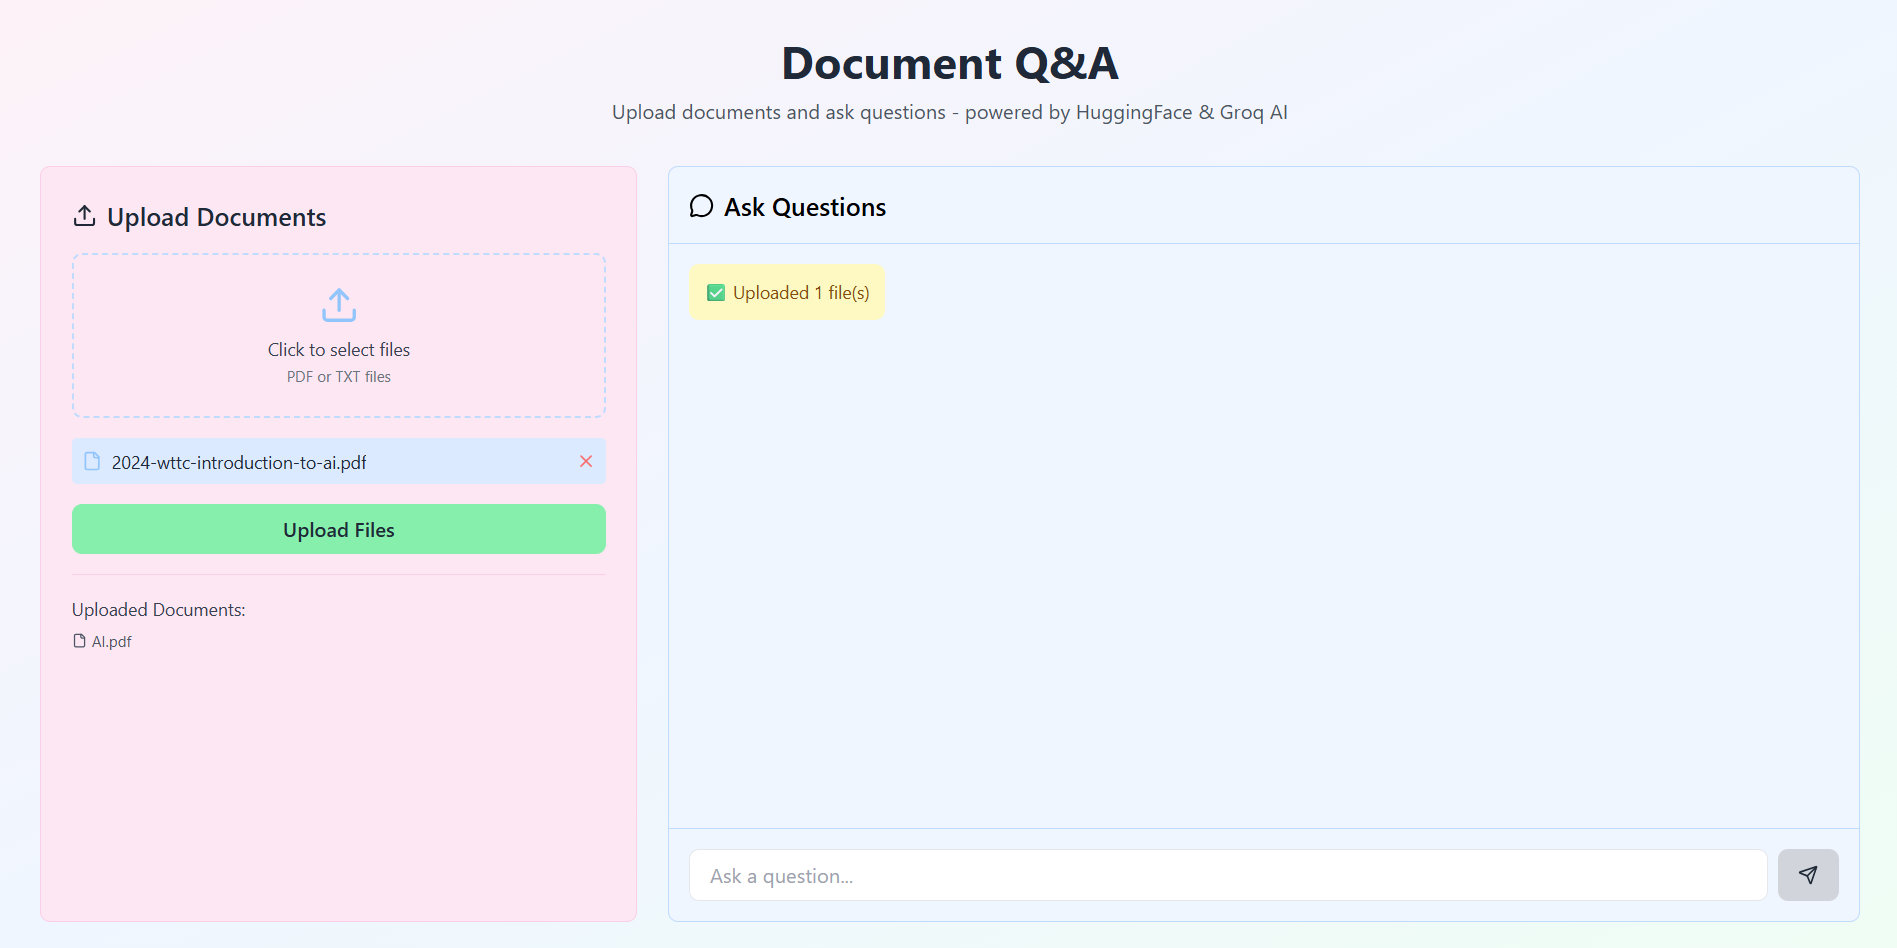 Document Q&A
Upload documents and ask questions - powered by HuggingFace & Groq AI
Upload Documents
Click to select files
PDF or TXT files
2024-wttc-introduction-to-ai.pdf
Upload Files
Uploaded Documents:
AI.pdf
Ask Questions
✅ Uploaded 1 file(s)
Ask a question...